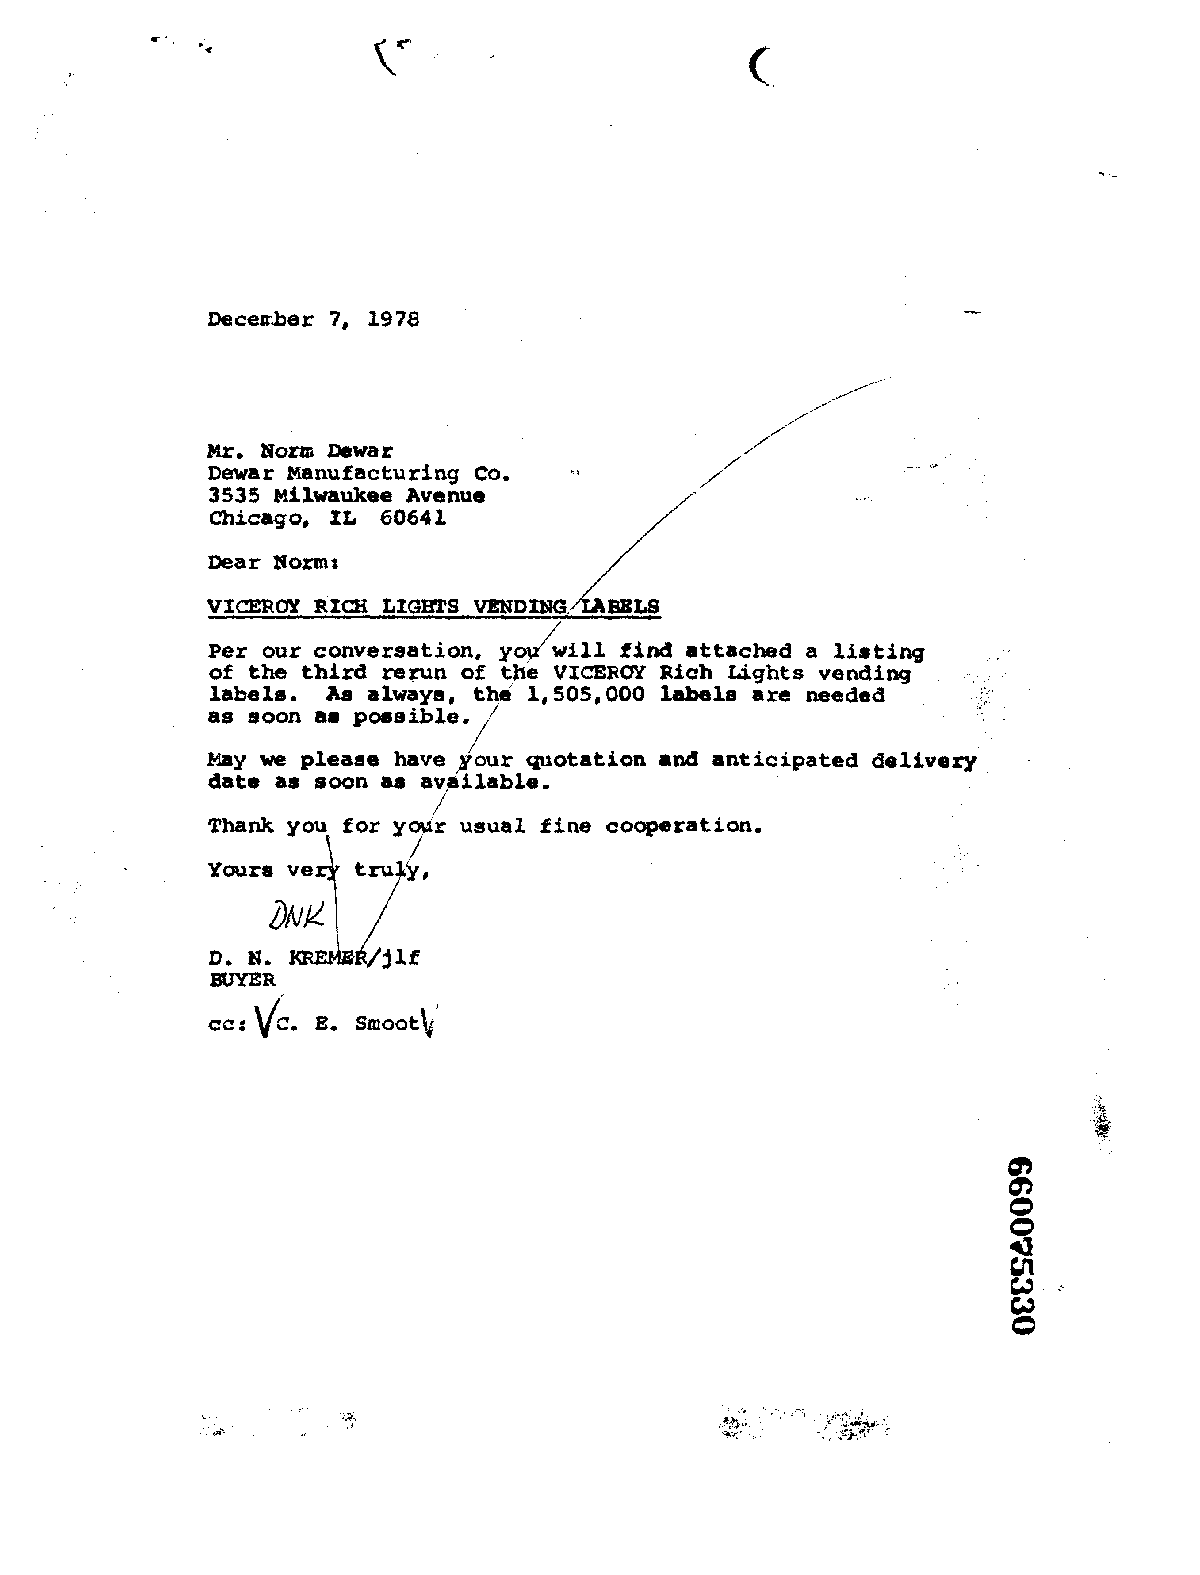 December 7, 1978
Mr. Norm Dewar
Dewar Manufacturing Co.
3535 Milwaukee Avenue
Chicago, IL 60641
Dear Norm:
VICEROY RICH LIGHTS VENDING LABELS
Per our conversation, you will find attached a listing
of the third rerun of the VICEROY Rich Lights vending
labels. As always, the 1,505,000 labels are needed
as soon as possible.
May we please have your quotation and anticipated delivery
date as soon as available.
Thank you for your usual fine cooperation.
Yours very truly,
DNK
D. N. KREMER/jlf
BUYER
cc: C. E. Smoot
660075330